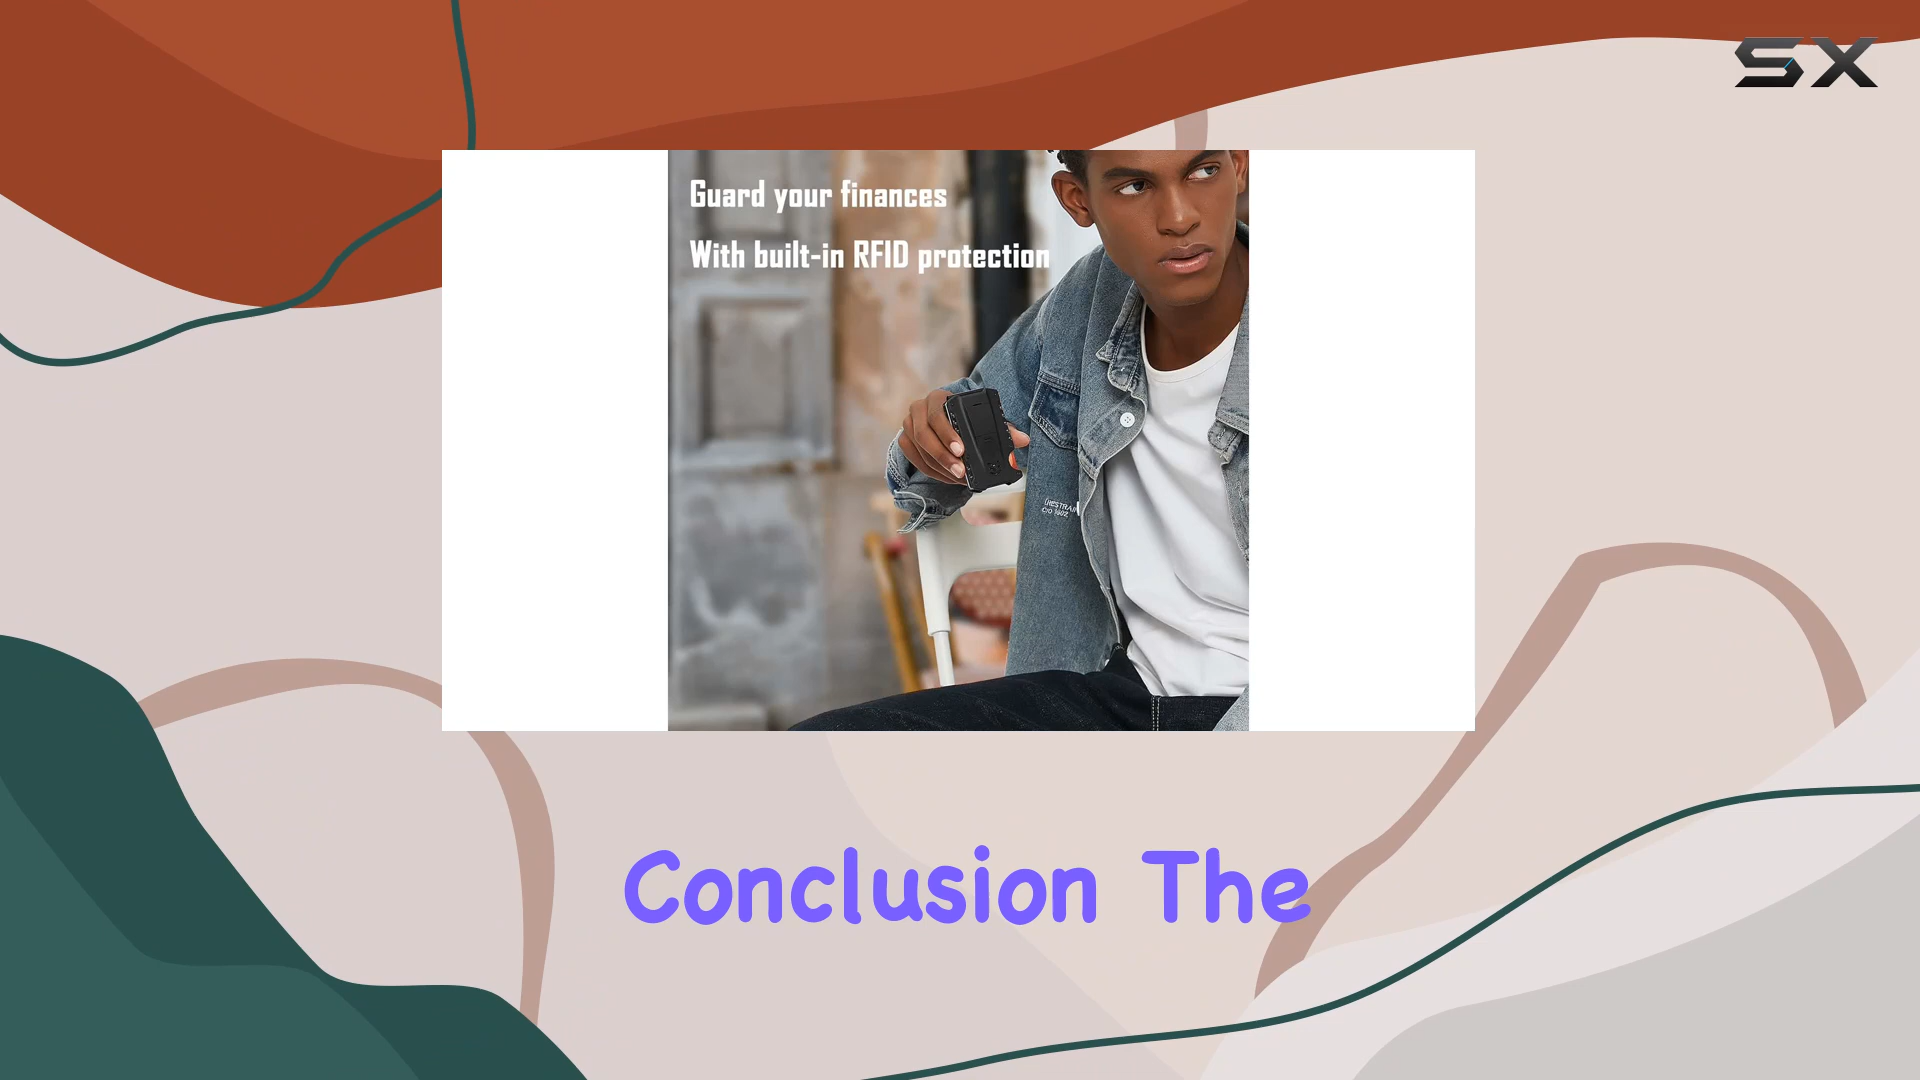 SX
Guard your finances
With built-in RFID protection
Conclusion The